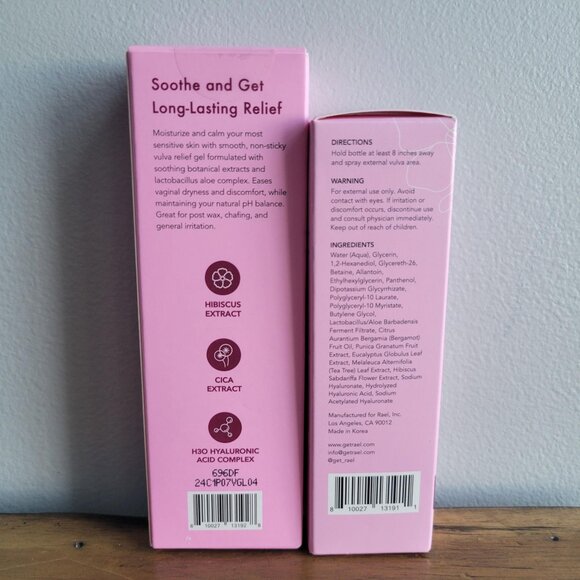 Soothe and Get
Long-Lasting Relief
Moisturize and calm your most
sensitive skin with smooth, non-sticky
vulva relief gel formulated with
soothing botanical extracts and
lactobacillus aloe complex. Eases
vaginal dryness and discomfort, while
maintaining your natural pH balance.
Great for post wax, chafing, and
general irritation.
HIBISCUS
EXTRACT
CICA
EXTRACT
H3O HYALURONIC
ACID COMPLEX
696DF
24C1P07VGL04
8 10027 13192 8
DIRECTIONS
Hold bottle at least 8 inches away
and spray external vulva area.
WARNING
For external use only. Avoid
contact with eyes. If irritation or
discomfort occurs, discontinue use
and consult physician immediately.
Keep out of reach of children.
INGREDIENTS
Water (Aqua), Glycerin,
1,2-Hexanediol, Glycereth-26,
Betaine, Allantoin,
Ethylhexylglycerin, Panthenol,
Dipotassium Glycyrrhizate,
Polyglyceryl-10 Laurate,
Polyglyceryl-10 Myristate,
Butylene Glycol,
Lactobacillus/Aloe Barbadensis
Ferment Filtrate, Citrus
Aurantium Bergamia (Bergamot)
Fruit Oil, Punica Granatum Fruit
Extract, Eucalyptus Globulus Leaf
Extract, Melaleuca Alternifolia
(Tea Tree) Leaf Extract, Hibiscus
Sabdariffa Flower Extract, Sodium
Hyaluronate, Hydrolyzed
Hyaluronic Acid, Sodium
Acetylated Hyaluronate
Manufactured for Rael, Inc.
Los Angeles, CA 90012
Made in Korea
www.getrael.com
info@getrael.com
@get_rael
8 10027 13191 1